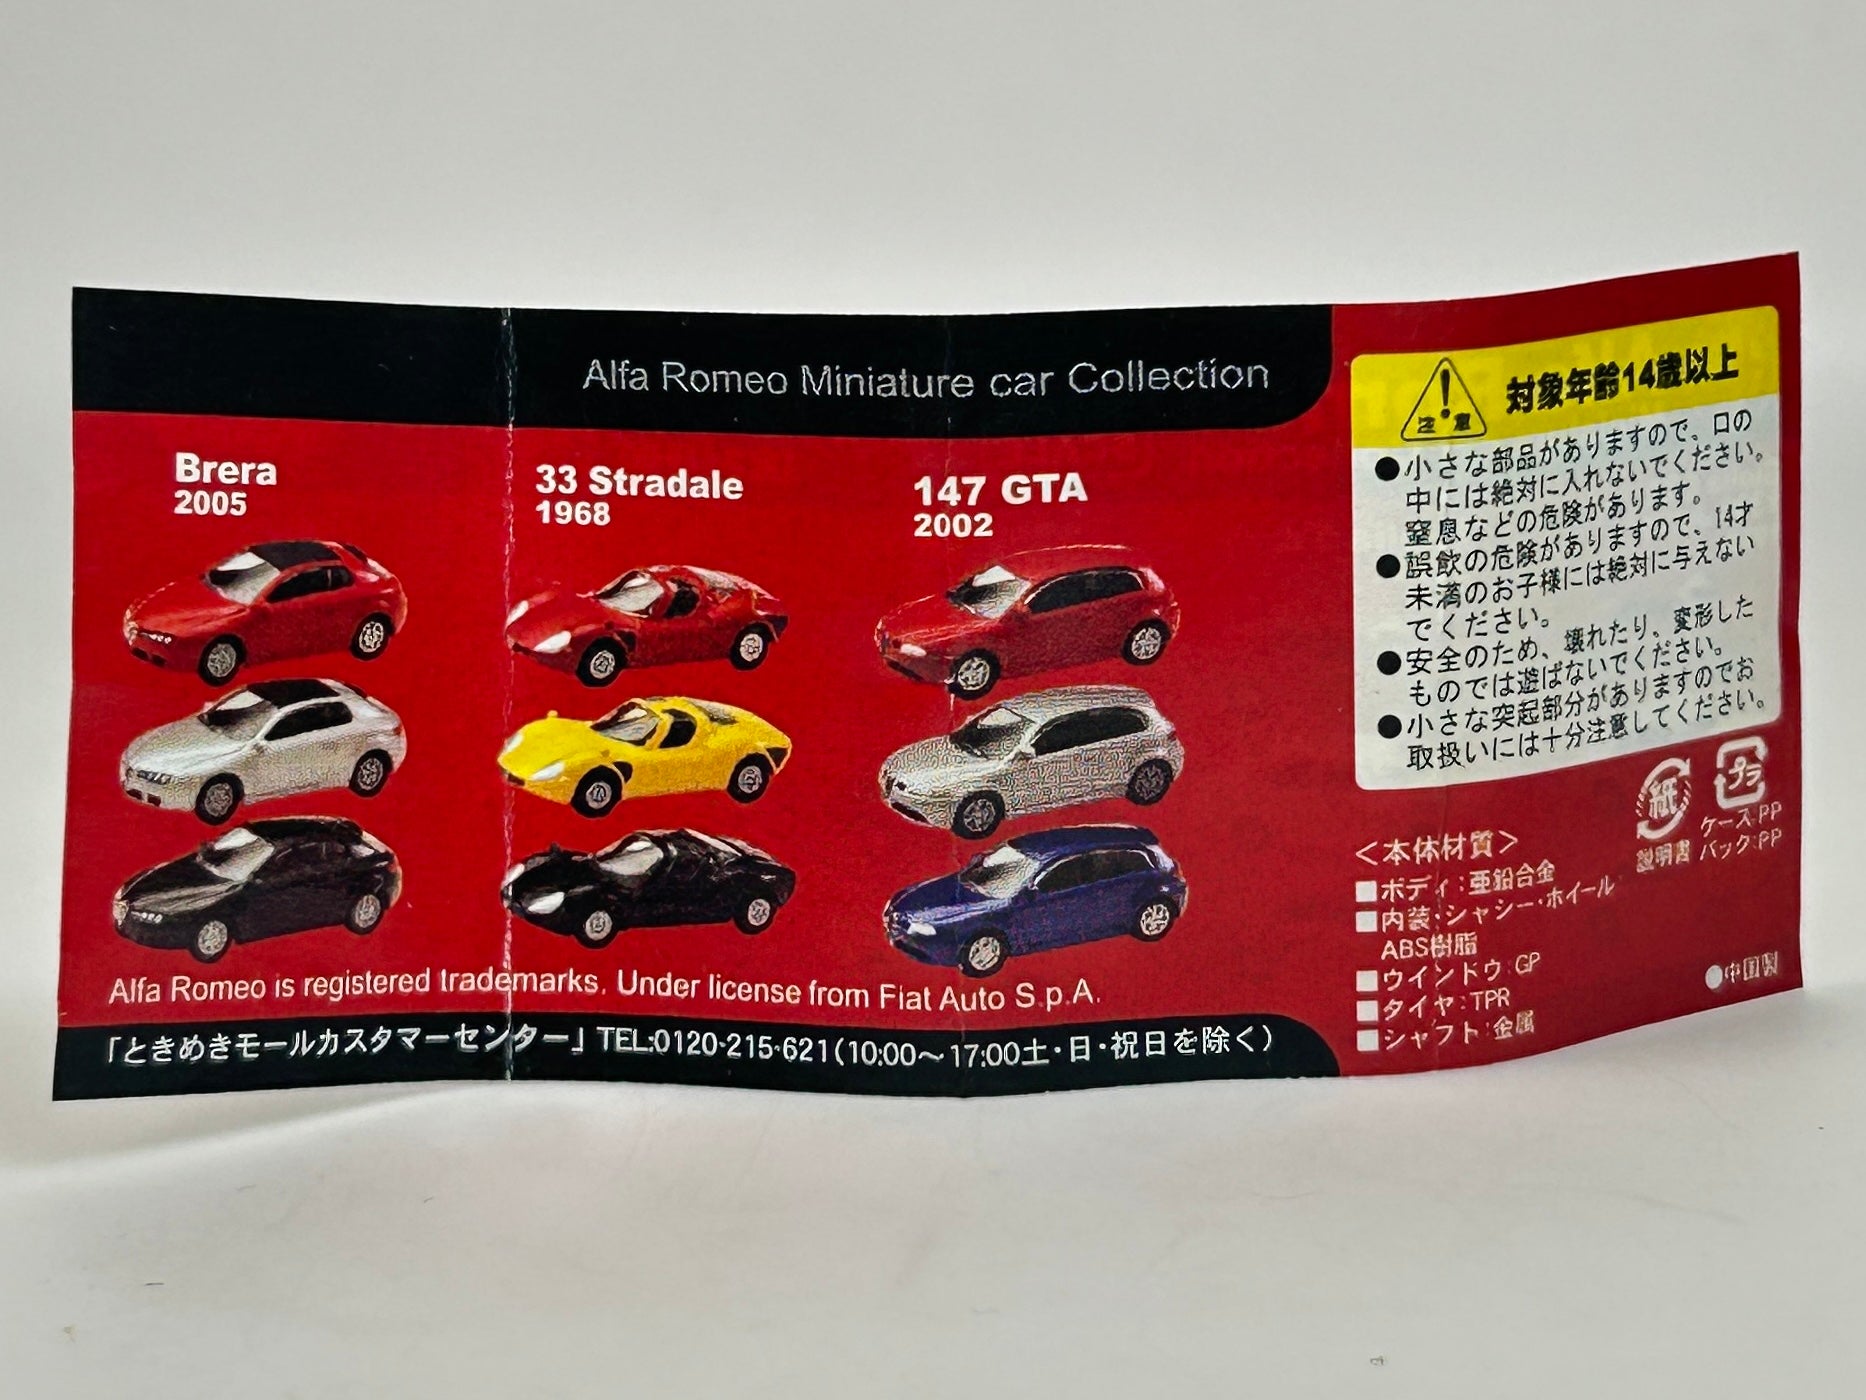 Alfa Romeo Miniature car Collection
Brera
2005
33 Stradale
1968
147 GTA
2002
Alfa Romeo is registered trademarks. Under license from Fiat Auto S.p.A.
「ときめきモールカスタマーセンター」TEL:0120-215-621(10:00〜17:00土・日・祝日を除く)
注意
対象年齢14歳以上
●小さな部品がありますので、口の
中には絶対に入れないでください。
窒息などの危険があります。
●誤飲の危険がありますので、14才
未満のお子様には絶対に与えない
でください。
●安全のため、壊れたり、変形した
ものでは遊ばないでください。
●小さな突起部分がありますのでお
取扱いには十分注意してください。
紙
説明書
プラ
ケース:PP
パック:PP
＜本体材質＞
■ボディ:亜鉛合金
■内装・シャシー・ホイール
ABS樹脂
■ウインドウ:GP
■タイヤ:TPR
■シャフト:金属
●中国製